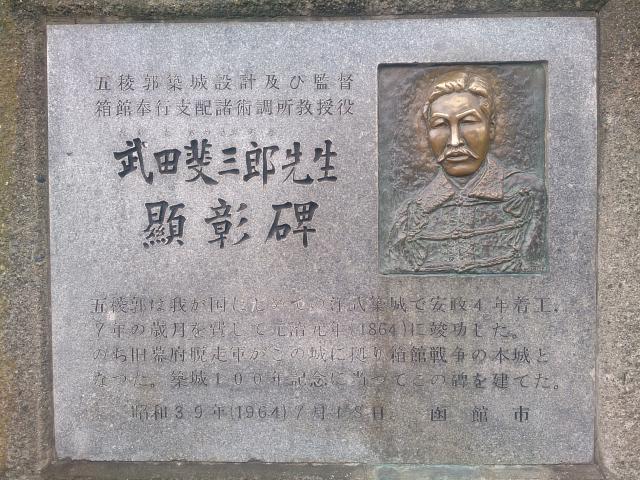 五稜郭築城設計及び監督
箱館奉行支配諸術調所教授役
武田斐三郎先生
顕彰碑
五稜郭は我が国はじめての洋式築城で安政4年着工、
7年の歳月を費して元治元年(1864)に竣功した。
のち旧幕府脱走軍がこの城に拠り箱館戦争の本城と
なった。築城100年記念に当ってこの碑を建てた。
昭和39年(1964)7月18日 函館市